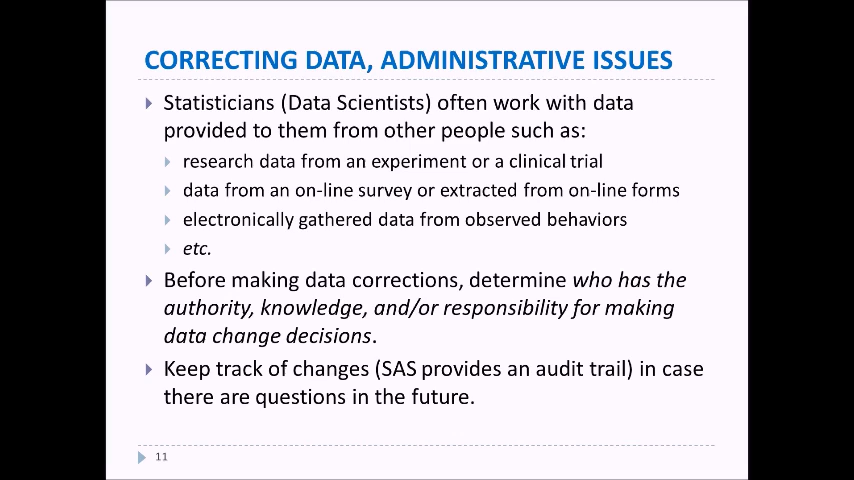 CORRECTING DATA, ADMINISTRATIVE ISSUES
Statisticians (Data Scientists) often work with data
provided to them from other people such as:
research data from an experiment or a clinical trial
data from an on-line survey or extracted from on-line forms
electronically gathered data from observed behaviors
etc.
Before making data corrections, determine who has the
authority, knowledge, and/or responsibility for making
data change decisions.
Keep track of changes (SAS provides an audit trail) in case
there are questions in the future.
11